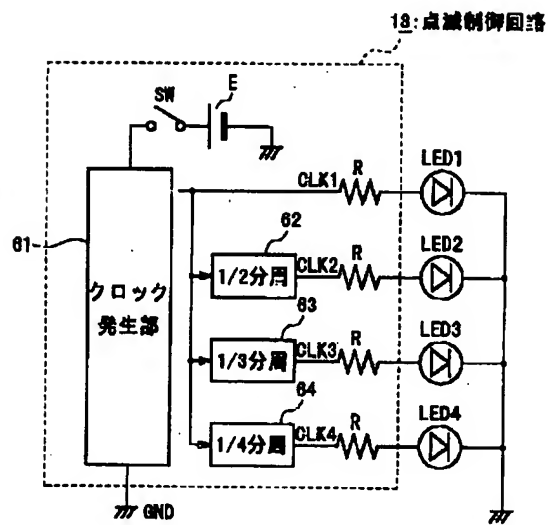 13:点滅制御回路
SW
E
CLK1
R
LED1
61
クロック
発生部
62
1/2分周
CLK2
R
LED2
63
1/3分周
CLK3
R
LED3
64
1/4分周
CLK4
R
LED4
GND